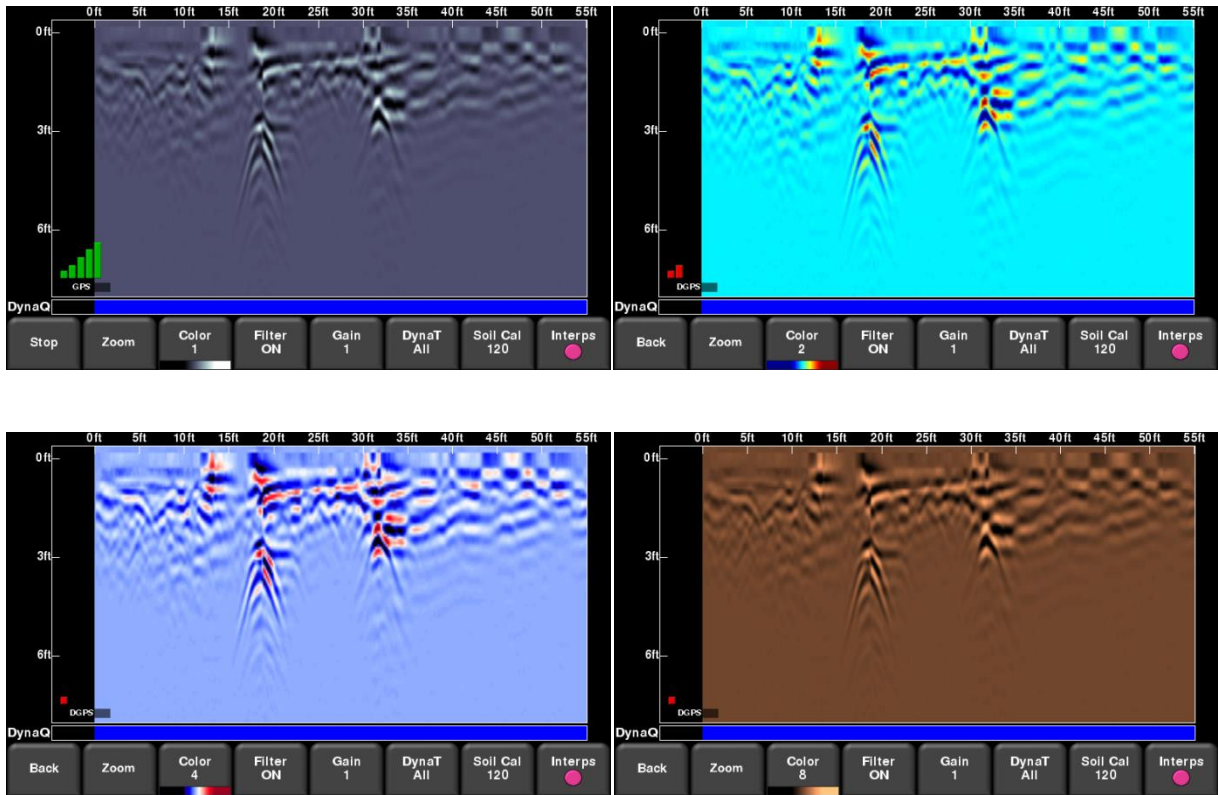 0ft 5ft 10ft 15ft 20ft 25ft 30ft 35ft 40ft 45ft 50ft 55ft
0ft
3ft
6ft
GPS
DynaQ
Stop Zoom Color 1 Filter ON Gain 1 DynaT All Soil Cal 120 Interps
0ft 5ft 10ft 15ft 20ft 25ft 30ft 35ft 40ft 45ft 50ft 55ft
0ft
3ft
6ft
DGPS
DynaQ
Back Zoom Color 2 Filter ON Gain 1 DynaT All Soil Cal 120 Interps
0ft 5ft 10ft 15ft 20ft 25ft 30ft 35ft 40ft 45ft 50ft 55ft
0ft
3ft
6ft
DGPS
DynaQ
Back Zoom Color 4 Filter ON Gain 1 DynaT All Soil Cal 120 Interps
0ft 5ft 10ft 15ft 20ft 25ft 30ft 35ft 40ft 45ft 50ft 55ft
0ft
3ft
6ft
DGPS
DynaQ
Back Zoom Color 8 Filter ON Gain 1 DynaT All Soil Cal 120 Interps